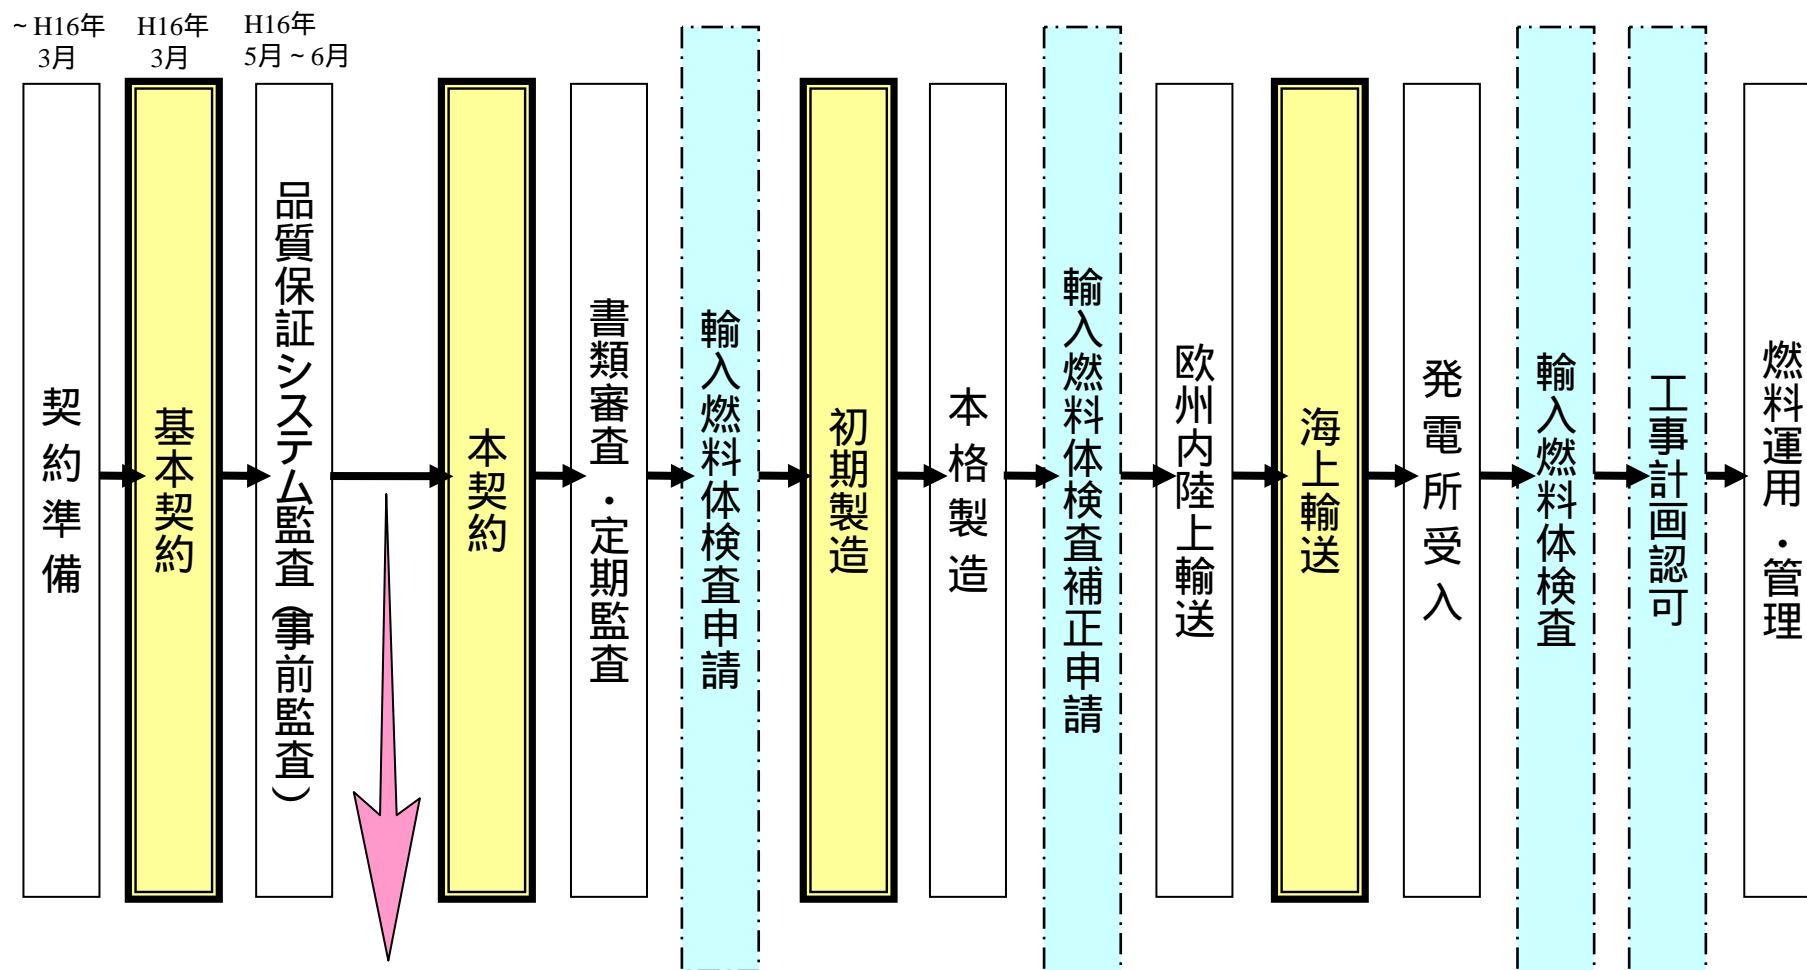 ~H16年
3月
H16年
3月
H16年
5月~6月
契約準備
基本契約
品質保証システム監査(事前監査)
本契約
書類審査・定期監査
輸入燃料体検査申請
初期製造
本格製造
輸入燃料体検査補正申請
欧州内陸上輸送
海上輸送
発電所受入
輸入燃料体検査
工事計画認可
燃料運用・管理